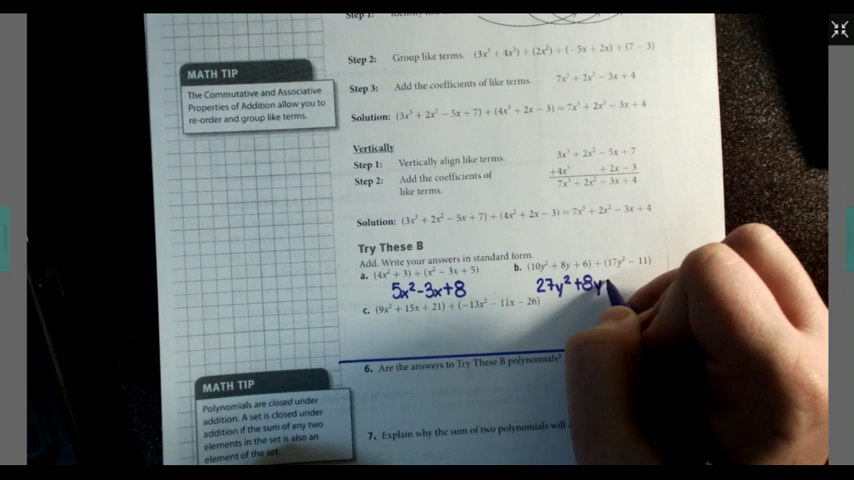 Step 1:
Step 2: Group like terms. (3x³ + 4x³) + (2x²) + (−5x + 2x) + (7 − 3)
MATH TIP
The Commutative and Associative
Properties of Addition allow you to
re-order and group like terms.
Step 3: Add the coefficients of like terms. 7x³ + 2x² − 3x + 4
Solution: (3x³ + 2x² − 5x + 7) + (4x³ + 2x − 3) = 7x³ + 2x² − 3x + 4
Vertically
Step 1: Vertically align like terms. 3x³ + 2x² − 5x + 7
+4x³ + 2x − 3
Step 2: Add the coefficients of
like terms.
7x³ + 2x² − 3x + 4
Solution: (3x³ + 2x² − 5x + 7) + (4x³ + 2x − 3) = 7x³ + 2x² − 3x + 4
Try These B
Add. Write your answers in standard form.
a. (4x² + 3) + (x² − 3x + 5) b. (10y² + 8y + 6) + (17y² − 11)
5x²-3x+8 27y²+8y
c. (9x² + 15x + 21) + (−13x² − 11x − 26)
6. Are the answers to Try These B polynomials?
MATH TIP
Polynomials are closed under
addition. A set is closed under
addition if the sum of any two
elements in the set is also an
element of the set.
7. Explain why the sum of two polynomials will